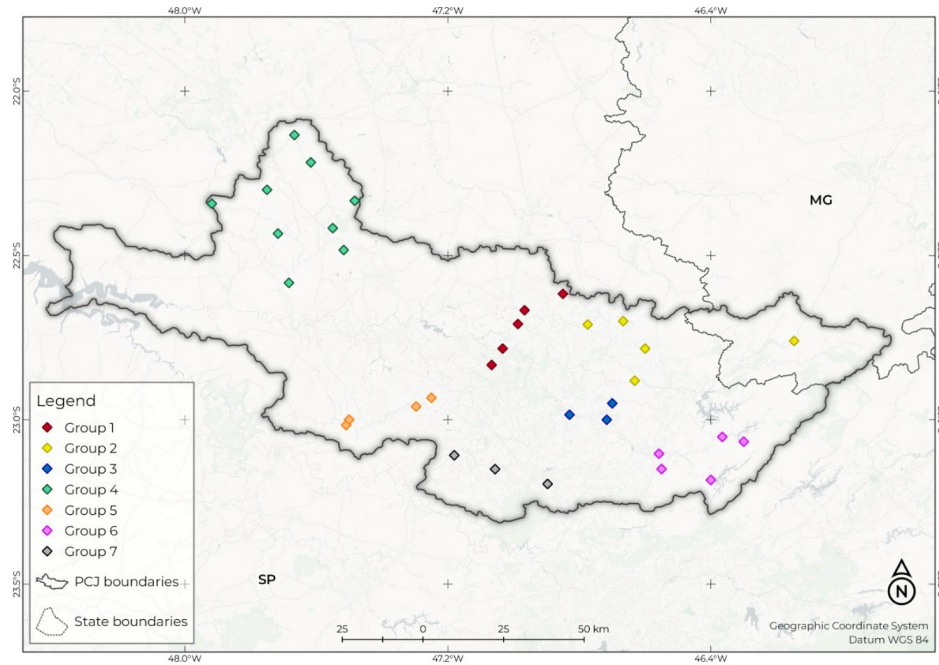 48.0°W 47.2°W 46.4°W
22.0°S
MG
22.5°S
Legend
Group 1
23.0°S
Group 2
Group 3
Group 4
Group 5
Group 6
Group 7
PCJ boundaries
SP
23.5°S
State boundaries
N
Geographic Coordinate System
25 0 25 50 km
Datum WGS 84
48.0°W 47.2°W 46.4°W